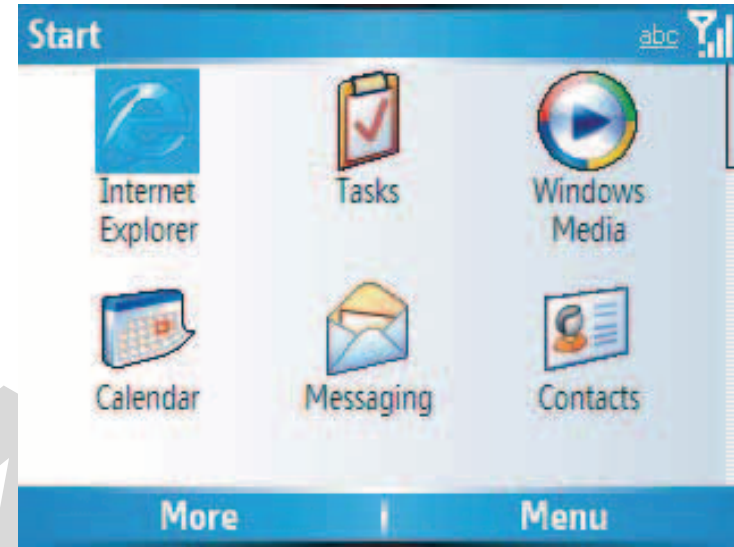 Start abc
Internet Explorer
Tasks
Windows Media
Calendar
Messaging
Contacts
More Menu